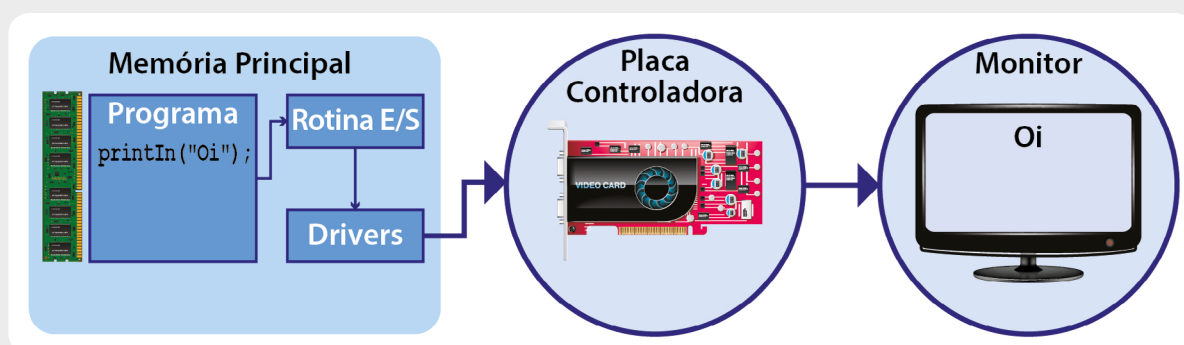 Memória Principal
Programa
printIn("Oi");
Rotina E/S
Drivers
Placa
Controladora
VIDEO CARD
Monitor
Oi